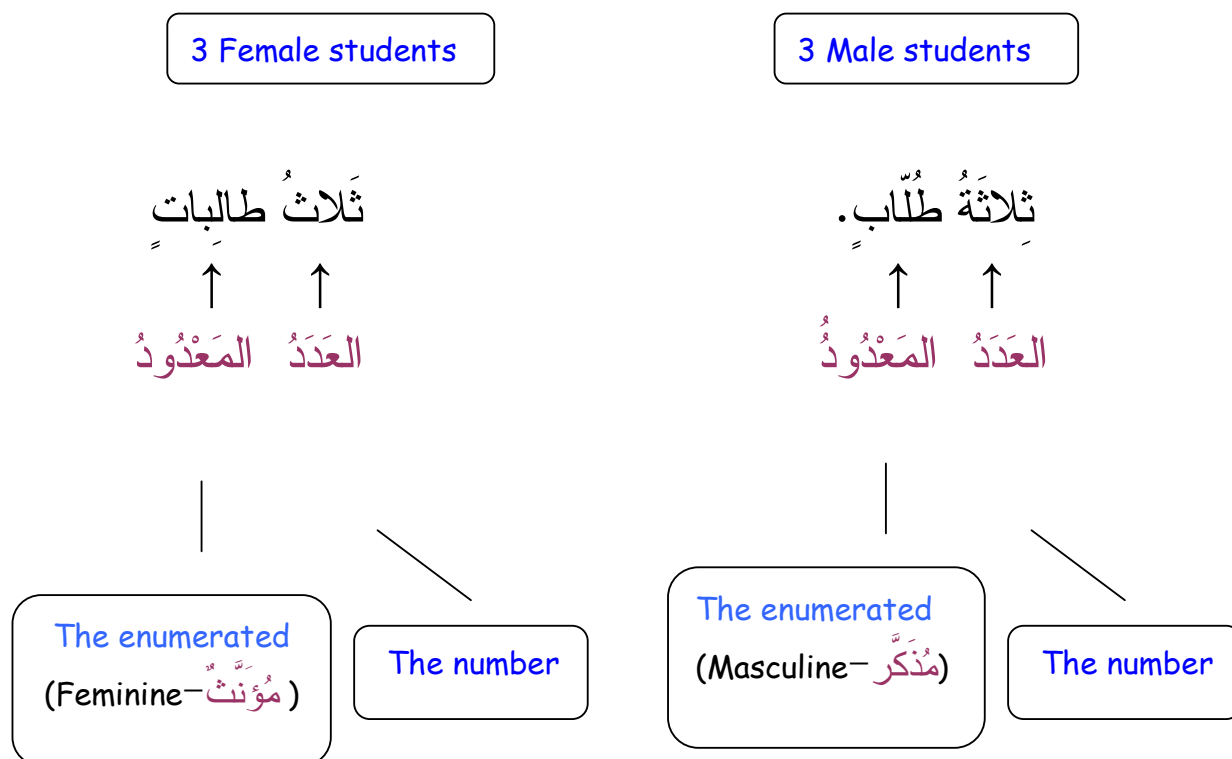 3 Female students
ثَلاثُ طالِباتٍ
العَدَدُ المَعْدُودُ
The enumerated
(Feminine–مُؤَنَّثٌ )
The number
3 Male students
ثِلاثَةُ طُلّابٍ.
العَدَدُ المَعْدُودُُ
The enumerated
(Masculine–مُذَكَّر)
The number